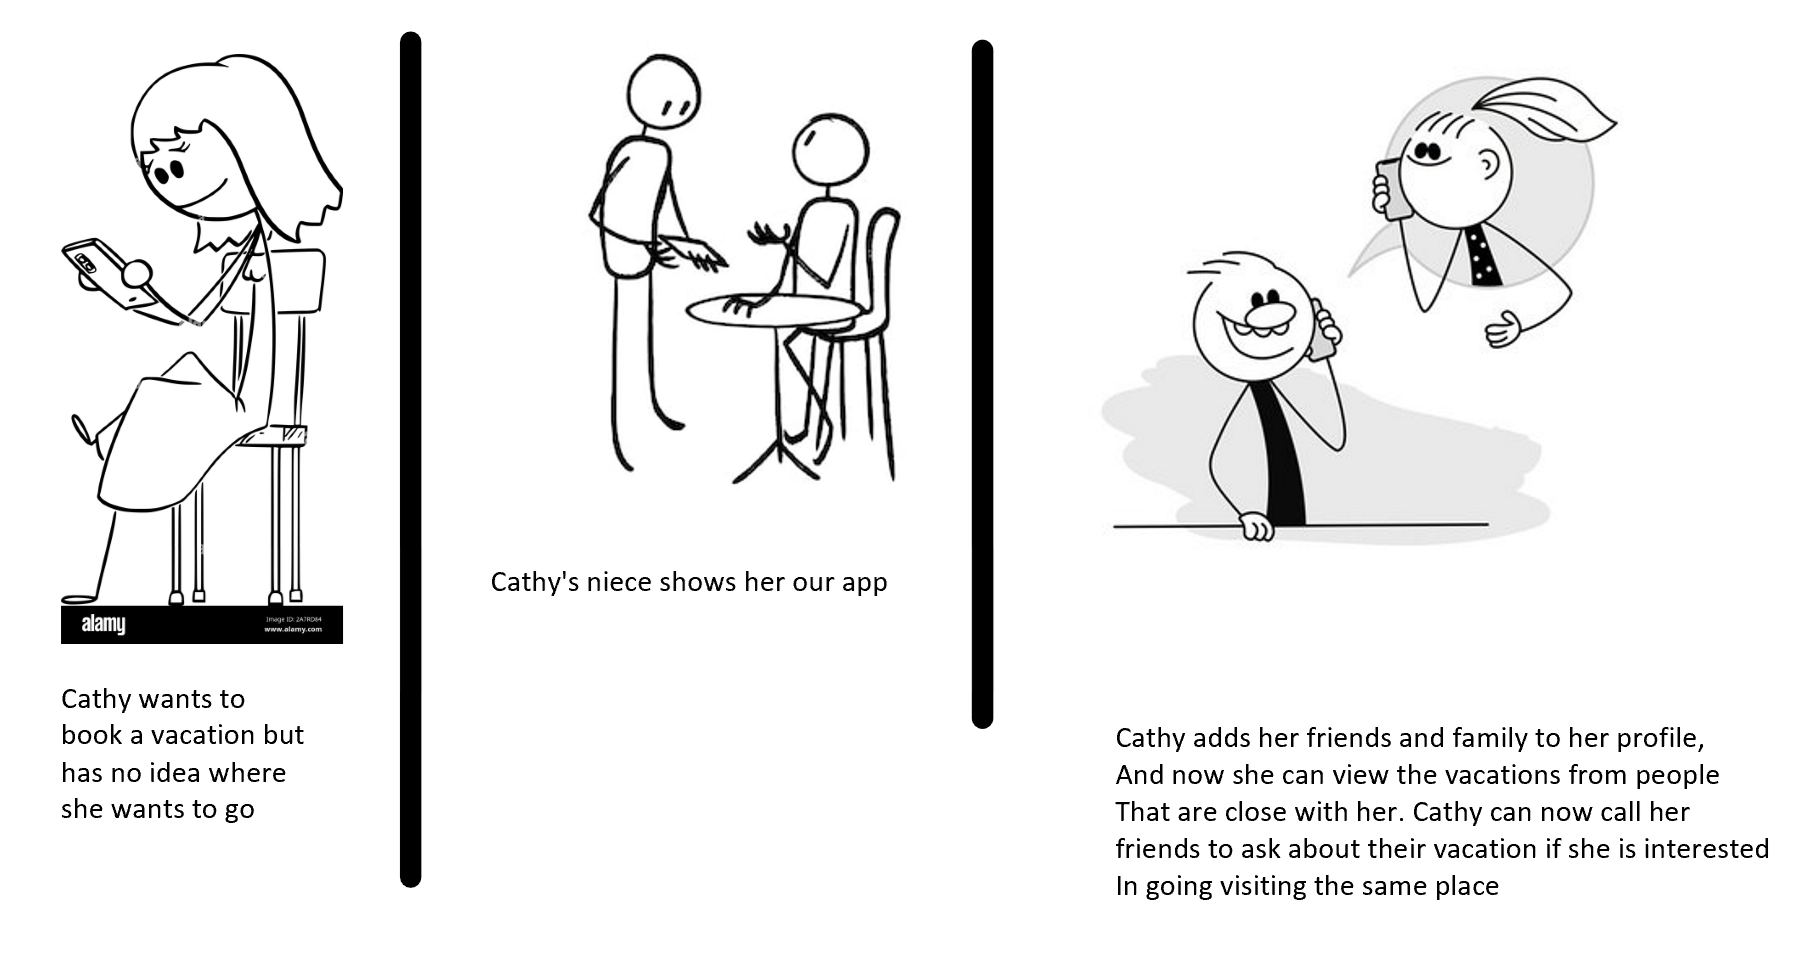 alamy
Image ID: 2A7RD84
www.alamy.com
Cathy wants to
book a vacation but
has no idea where
she wants to go
Cathy's niece shows her our app
Cathy adds her friends and family to her profile,
And now she can view the vacations from people
That are close with her. Cathy can now call her
friends to ask about their vacation if she is interested
In going visiting the same place